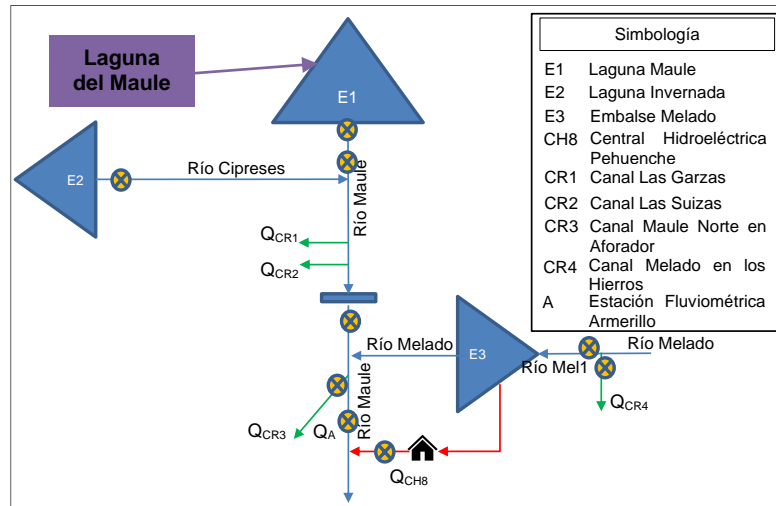 Laguna
del Maule
E1
E2
Río Cipreses
Río Maule
QCR1
QCR2
Río Melado
E3
Río Melado
Río Mel1
QCR4
Río Maule
QCR3
QA
QCH8
Simbología
E1 Laguna Maule
E2 Laguna Invernada
E3 Embalse Melado
CH8 Central Hidroeléctrica
Pehuenche
CR1 Canal Las Garzas
CR2 Canal Las Suizas
CR3 Canal Maule Norte en
Aforador
CR4 Canal Melado en los
Hierros
A Estación Fluviométrica
Armerillo